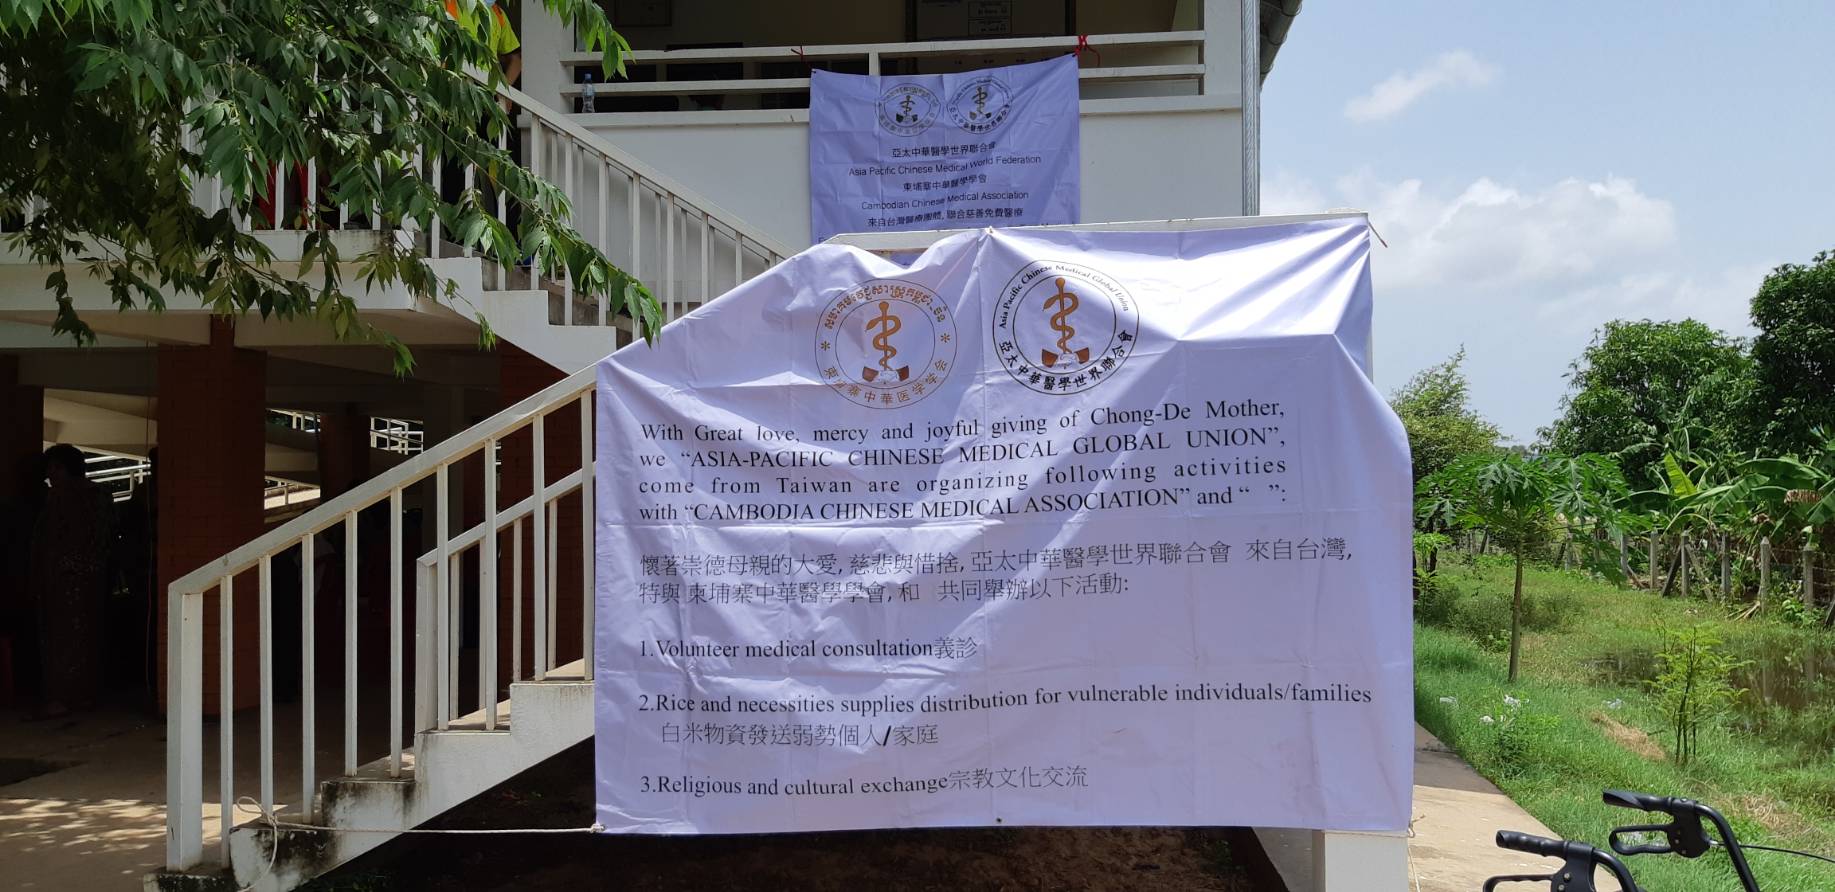 亞太中華醫學世界聯合會
Asia Pacific Chinese Medical World Federation
柬埔寨中華醫學學會
Cambodian Chinese Medical Association
來自台灣醫療團體, 聯合慈善免費醫療
柬埔寨中華医学学会
Asia Pacific Chinese Medical Global Union
亞太中華醫學世界聯合會
With Great love, mercy and joyful giving of Chong-De Mother,
we “ASIA-PACIFIC CHINESE MEDICAL GLOBAL UNION”,
come from Taiwan are organizing following activities
with “CAMBODIA CHINESE MEDICAL ASSOCIATION” and “ ”:
懷著崇德母親的大愛, 慈悲與惜捨, 亞太中華醫學世界聯合會 來自台灣,
特與 柬埔寨中華醫學學會, 和 共同舉辦以下活動:
1.Volunteer medical consultation義診
2.Rice and necessities supplies distribution for vulnerable individuals/families
白米物資發送弱勢個人/家庭
3.Religious and cultural exchange宗教文化交流